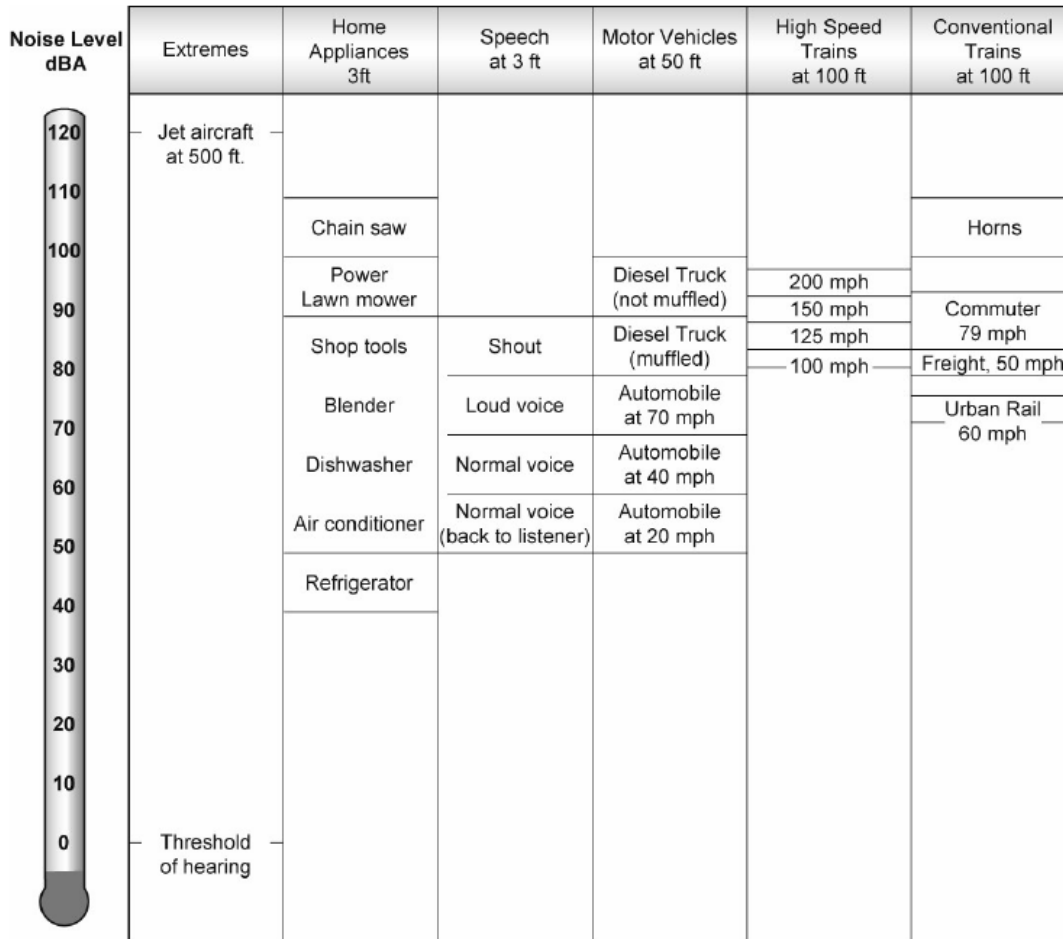 Noise Level
dBA
Extremes
Home
Appliances
3ft
Speech
at 3 ft
Motor Vehicles
at 50 ft
High Speed
Trains
at 100 ft
Conventional
Trains
at 100 ft
120
110
100
90
80
70
60
50
40
30
20
10
0
Jet aircraft
at 500 ft.
Threshold
of hearing
Chain saw
Power
Lawn mower
Shop tools
Blender
Dishwasher
Air conditioner
Refrigerator
Shout
Loud voice
Normal voice
Normal voice
(back to listener)
Diesel Truck
(not muffled)
Diesel Truck
(muffled)
Automobile
at 70 mph
Automobile
at 40 mph
Automobile
at 20 mph
200 mph
150 mph
125 mph
100 mph
Horns
Commuter
79 mph
Freight, 50 mph
Urban Rail
60 mph